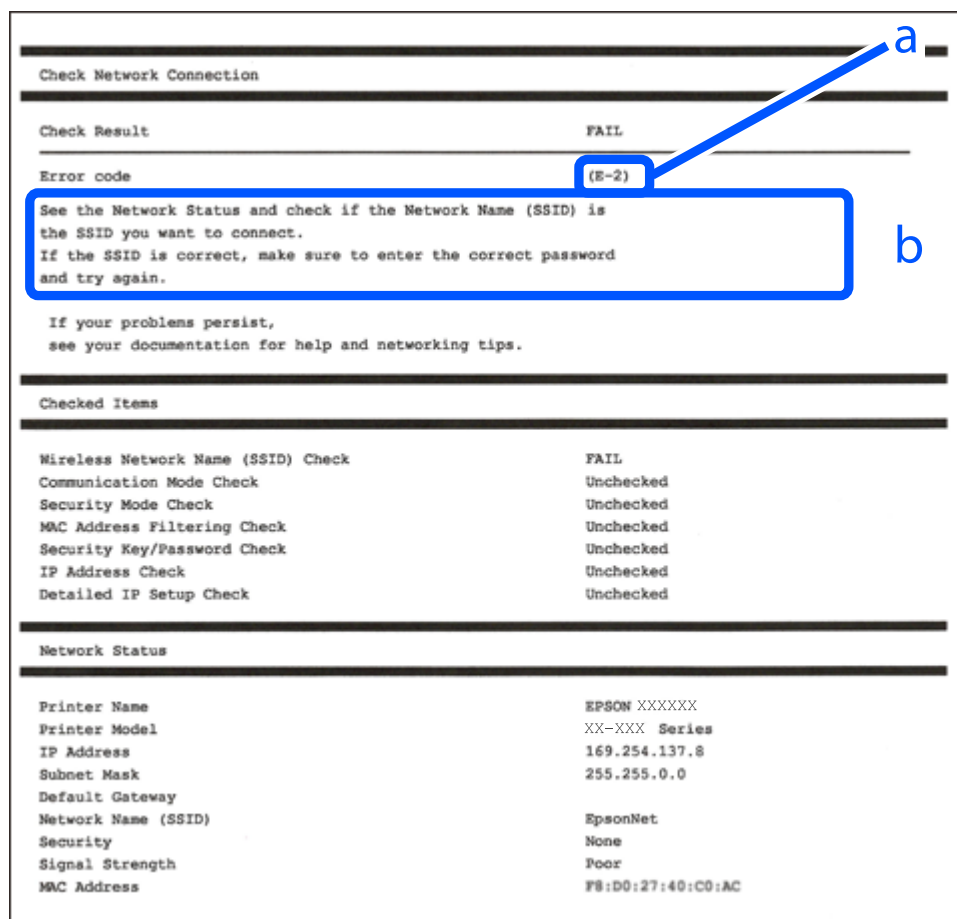 a
Check Network Connection
Check Result FAIL
Error code (E-2)
See the Network Status and check if the Network Name (SSID) is
the SSID you want to connect.
If the SSID is correct, make sure to enter the correct password
and try again.
b
If your problems persist,
see your documentation for help and networking tips.
Checked Items
Wireless Network Name (SSID) Check FAIL
Communication Mode Check Unchecked
Security Mode Check Unchecked
MAC Address Filtering Check Unchecked
Security Key/Password Check Unchecked
IP Address Check Unchecked
Detailed IP Setup Check Unchecked
Network Status
Printer Name EPSON XXXXXX
Printer Model XX-XXX Series
IP Address 169.254.137.8
Subnet Mask 255.255.0.0
Default Gateway
Network Name (SSID) EpsonNet
Security None
Signal Strength Poor
MAC Address F8:D0:27:40:C0:AC